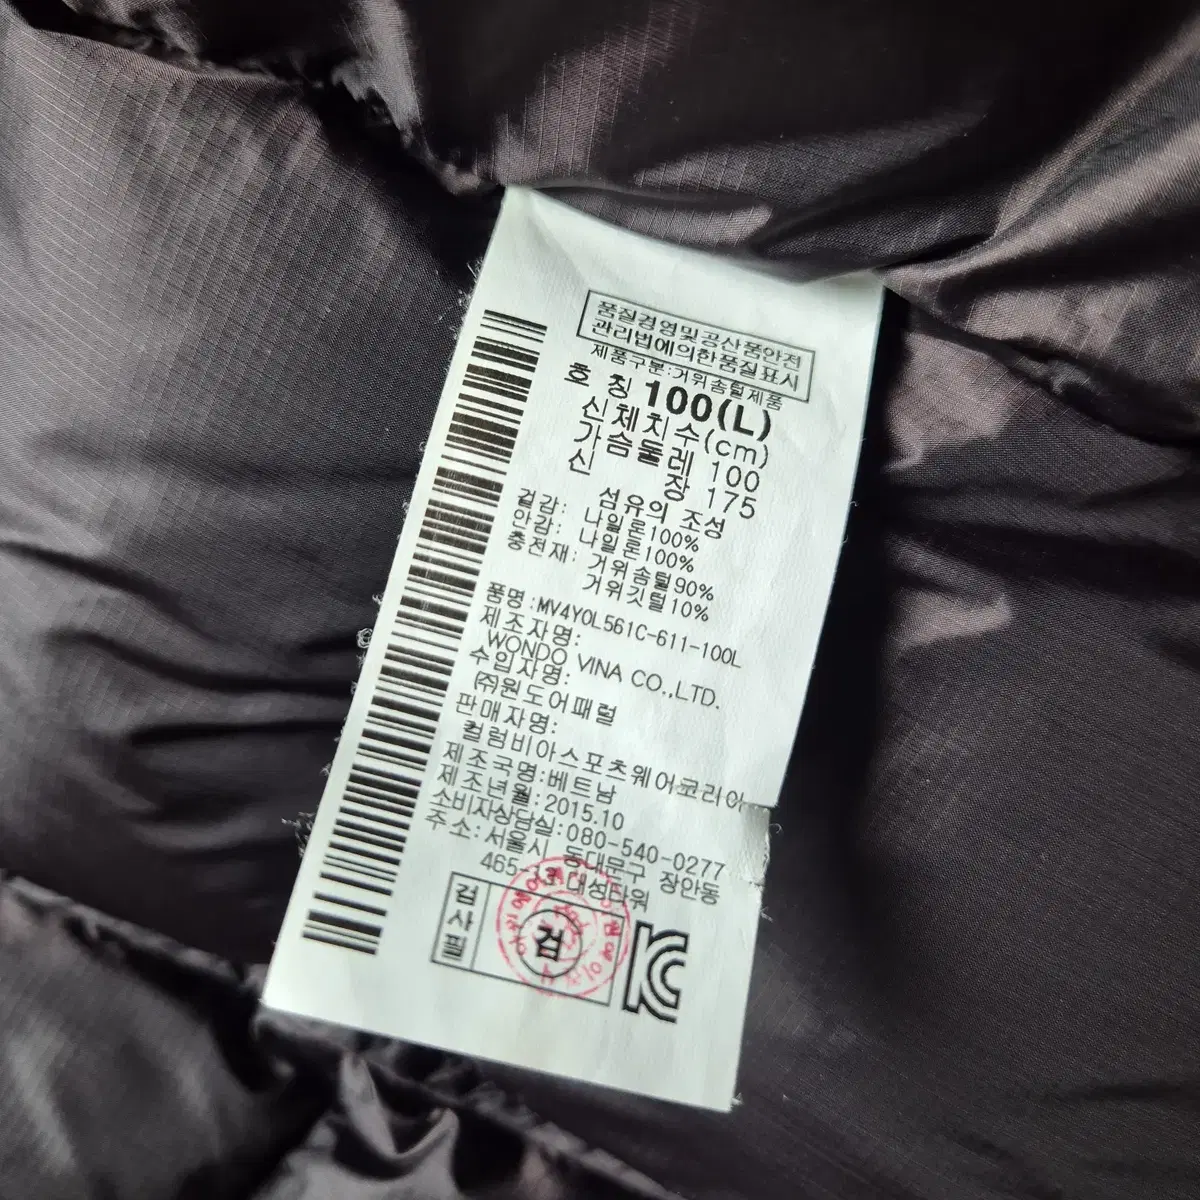 품질경영및공산품안전
관리법에의한품질표시
제품구분:거위솜털제품
호 칭 100(L)
신체치수(cm)
가슴둘레 100
신 장 175
섬유의 조성
겉감: 나일론100%
안감: 나일론100%
충전재: 거위솜털90%
거위깃털10%
품명:MV4YOL561C-611-100L
제조자명:
WONDO VINA CO.,LTD.
수입자명:
㈜원도어패럴
판매자명:
컬럼비아스포츠웨어코리아
제조국명:베트남
제조년월:2015.10
소비자상담실:080-540-0277
주소:서울시 동대문구 장안동
대성타워
검사필
검